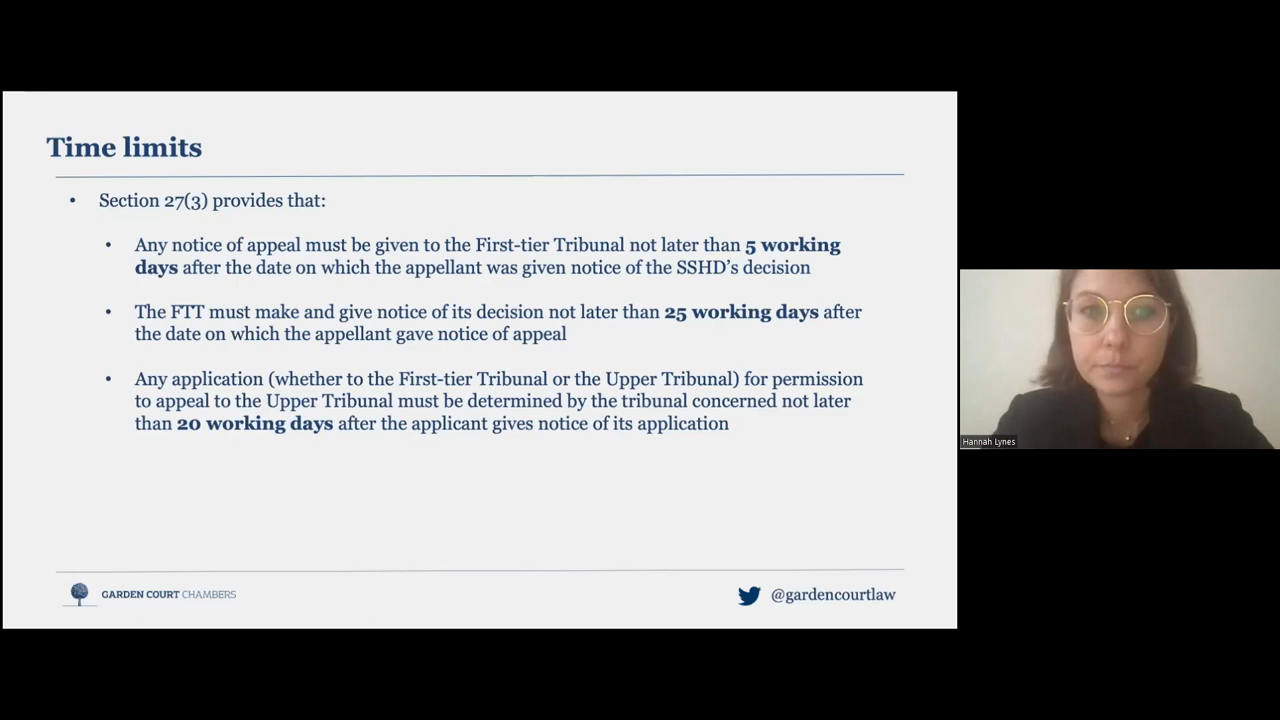 Time limits
• Section 27(3) provides that:
• Any notice of appeal must be given to the First-tier Tribunal not later than 5 working
days after the date on which the appellant was given notice of the SSHD’s decision
• The FTT must make and give notice of its decision not later than 25 working days after
the date on which the appellant gave notice of appeal
• Any application (whether to the First-tier Tribunal or the Upper Tribunal) for permission
to appeal to the Upper Tribunal must be determined by the tribunal concerned not later
than 20 working days after the applicant gives notice of its application
GARDEN COURT CHAMBERS
@gardencourtlaw
Hannah Lynes